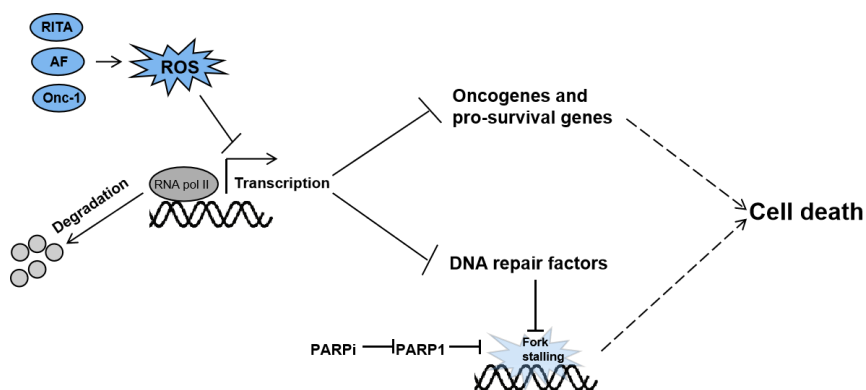 RITA
AF
Onc-1
ROS
RNA pol II
Transcription
Degradation
Oncogenes and
pro-survival genes
Cell death
DNA repair factors
PARPi
PARP1
Fork
stalling